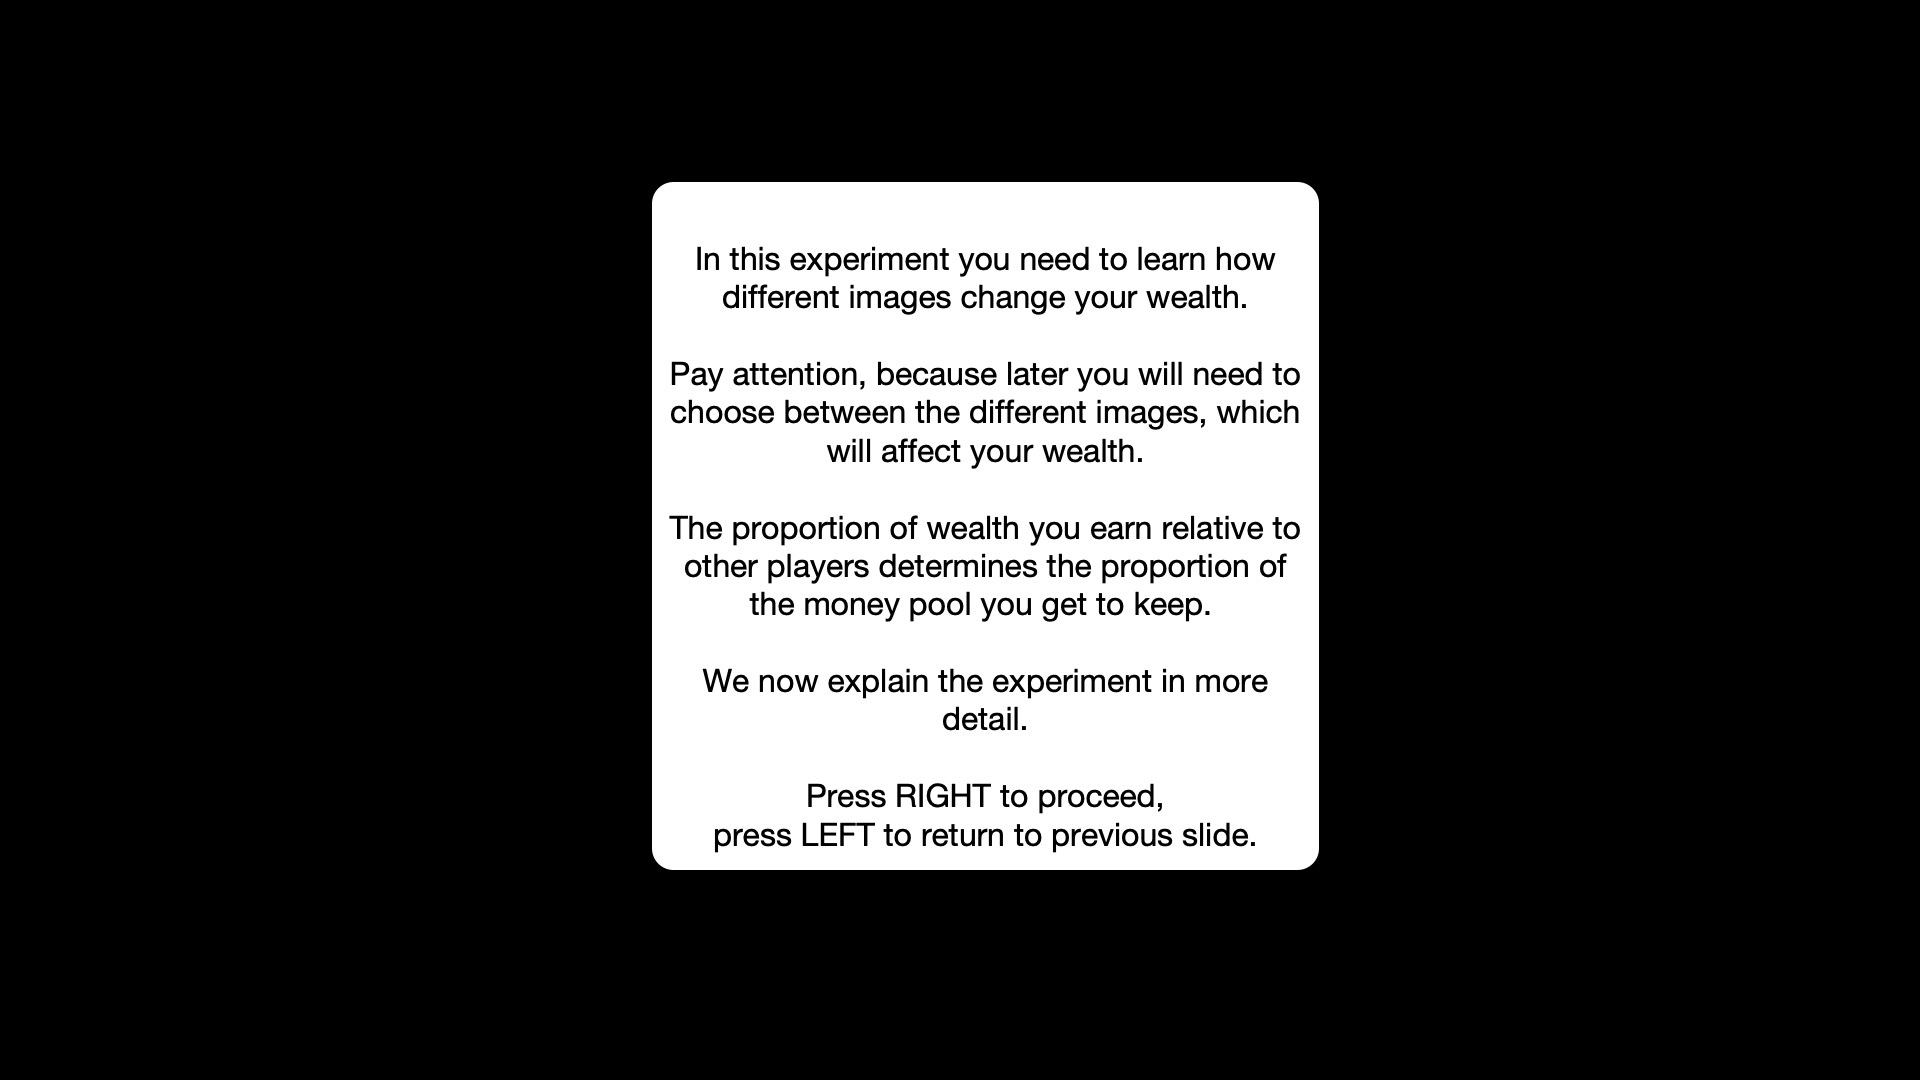 In this experiment you need to learn how
different images change your wealth.
Pay attention, because later you will need to
choose between the different images, which
will affect your wealth.
The proportion of wealth you earn relative to
other players determines the proportion of
the money pool you get to keep.
We now explain the experiment in more
detail.
Press RIGHT to proceed,
press LEFT to return to previous slide.